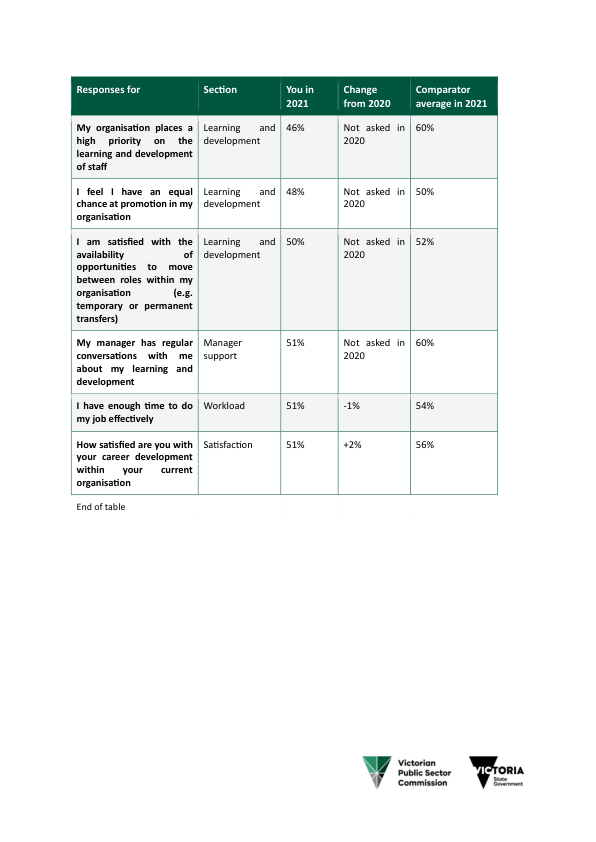 Responses for Section You in 2021 Change from 2020 Comparator average in 2021
My organisation places a high priority on the learning and development of staff Learning and development 46% Not asked in 2020 60%
I feel I have an equal chance at promotion in my organisation Learning and development 48% Not asked in 2020 50%
I am satisfied with the availability of opportunities to move between roles within my organisation (e.g. temporary or permanent transfers) Learning and development 50% Not asked in 2020 52%
My manager has regular conversations with me about my learning and development Manager support 51% Not asked in 2020 60%
I have enough time to do my job effectively Workload 51% -1% 54%
How satisfied are you with your career development within your current organisation Satisfaction 51% +2% 56%
End of table
Victorian
Public Sector
Commission
VICTORIA
State
Government